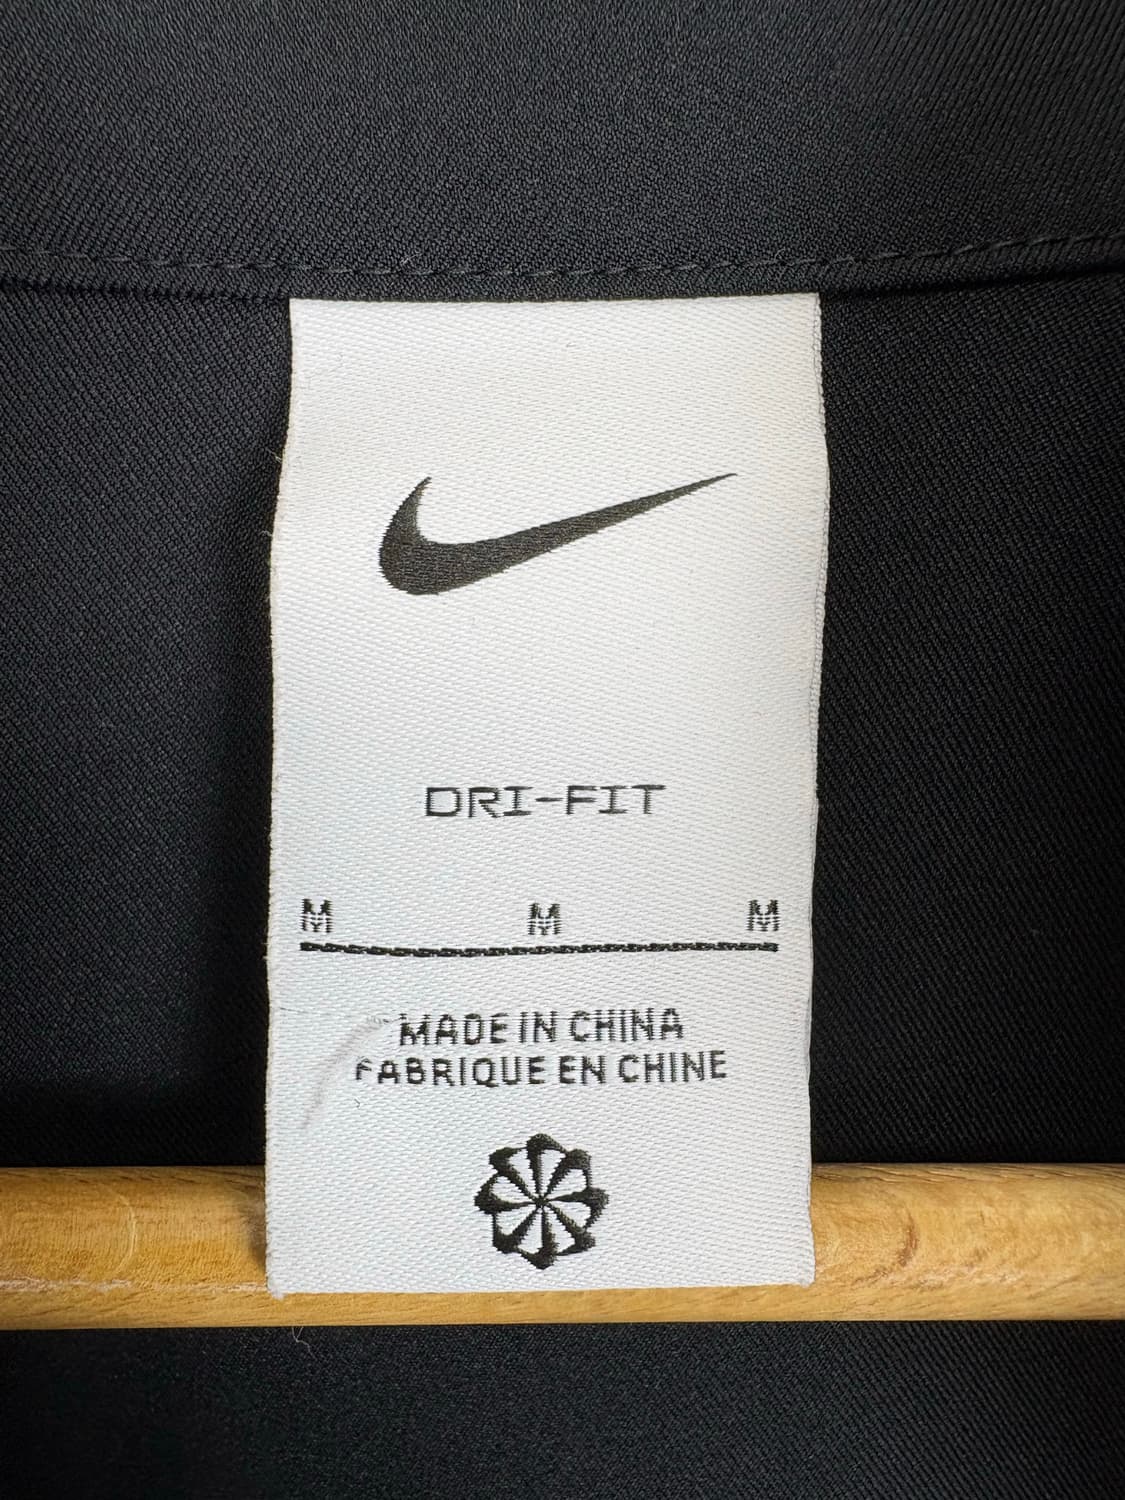 DRI-FIT
M M M
MADE IN CHINA
FABRIQUE EN CHINE